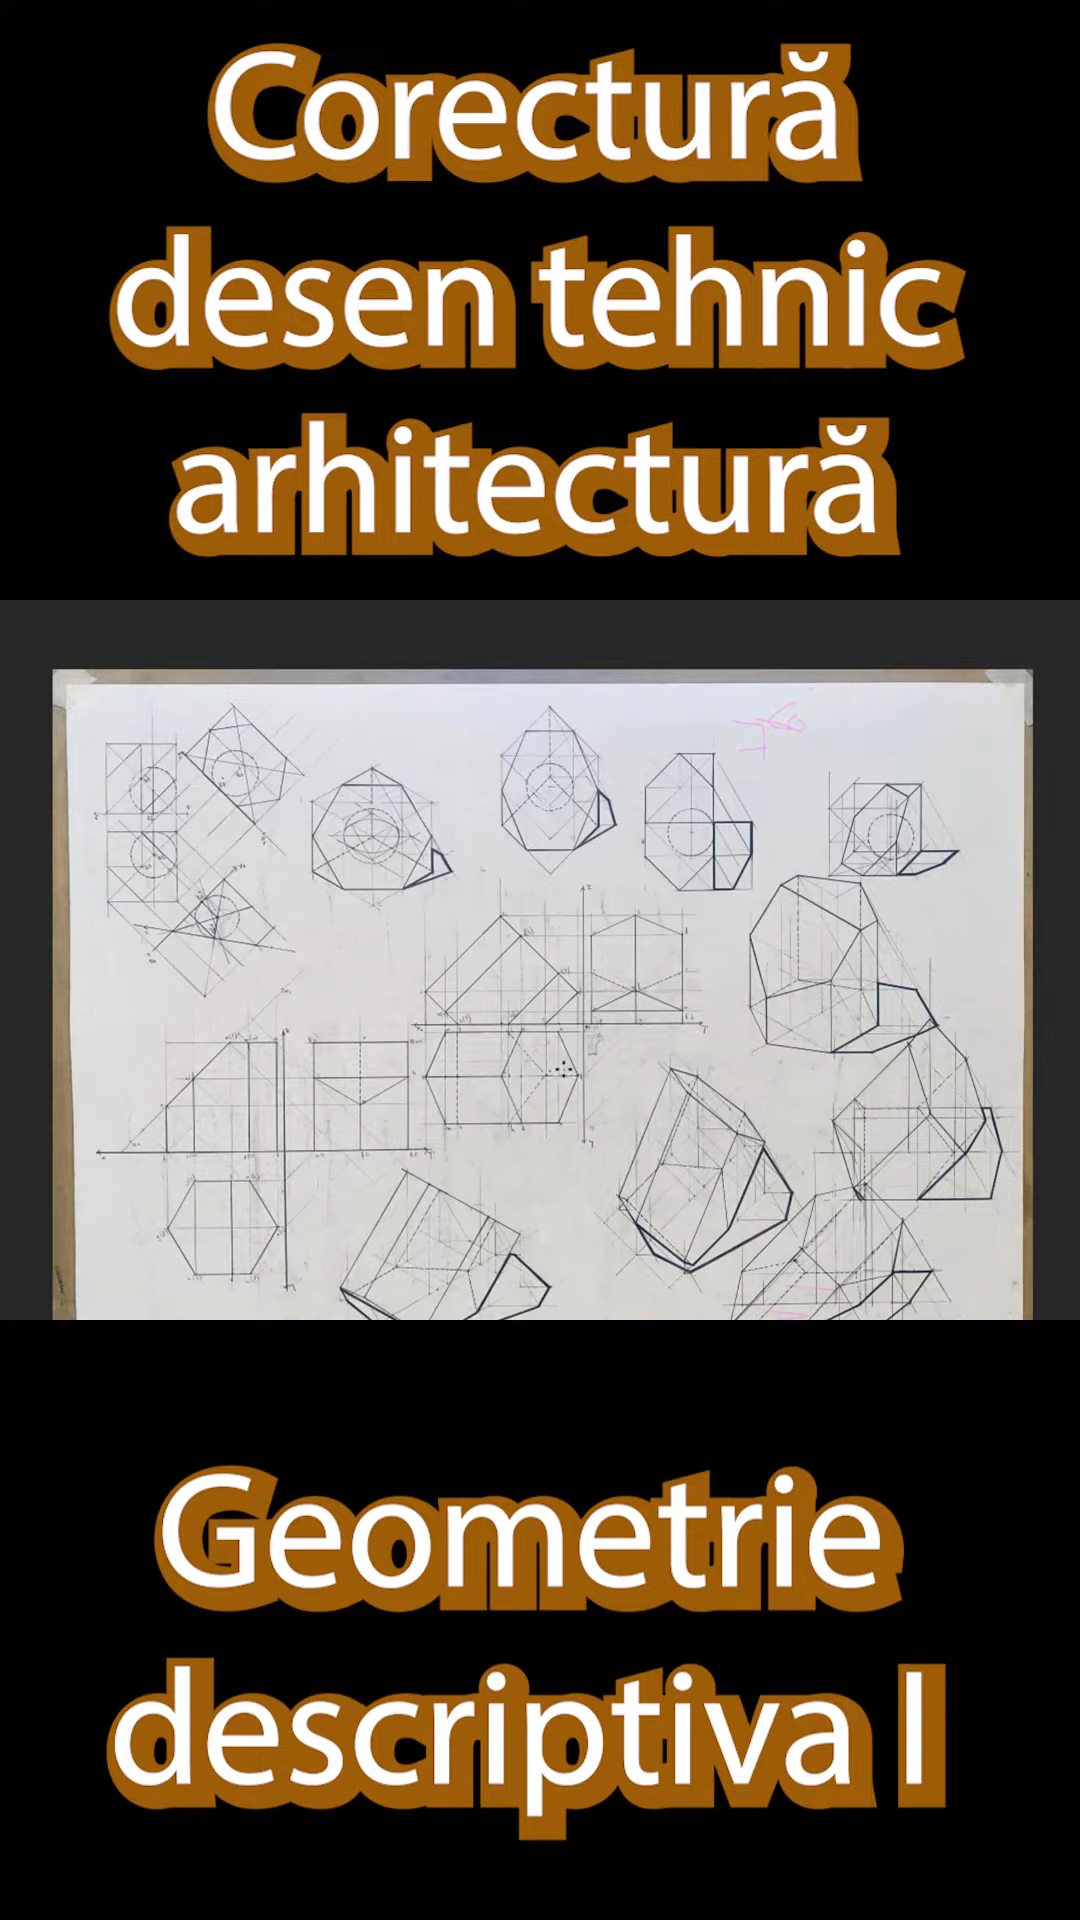 Corectură
desen tehnic
arhitectură
Geometrie
descriptiva I